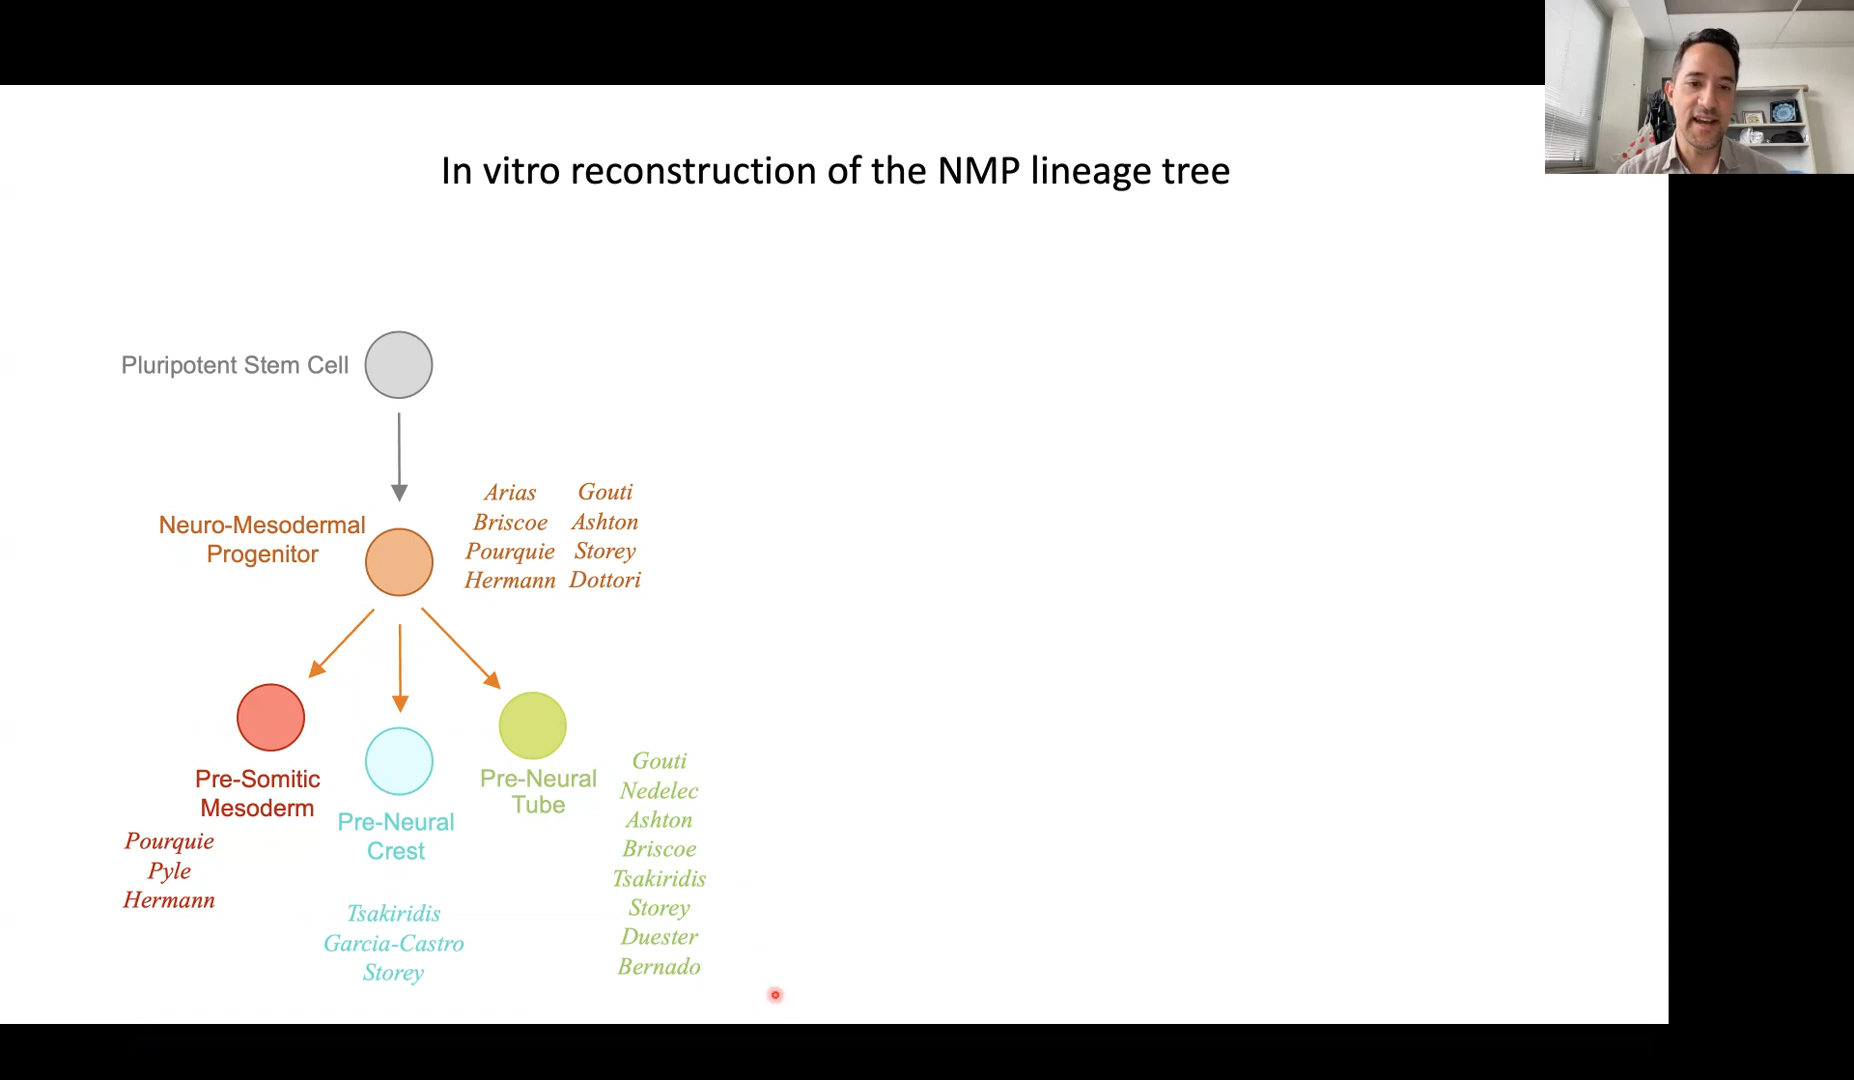 In vitro reconstruction of the NMP lineage tree
Pluripotent Stem Cell
Neuro-Mesodermal
Progenitor
Arias Gouti
Briscoe Ashton
Pourquie Storey
Hermann Dottori
Pre-Somitic
Mesoderm
Pourquie
Pyle
Hermann
Pre-Neural
Crest
Tsakiridis
Garcia-Castro
Storey
Pre-Neural
Tube
Gouti
Nedelec
Ashton
Briscoe
Tsakiridis
Storey
Duester
Bernado